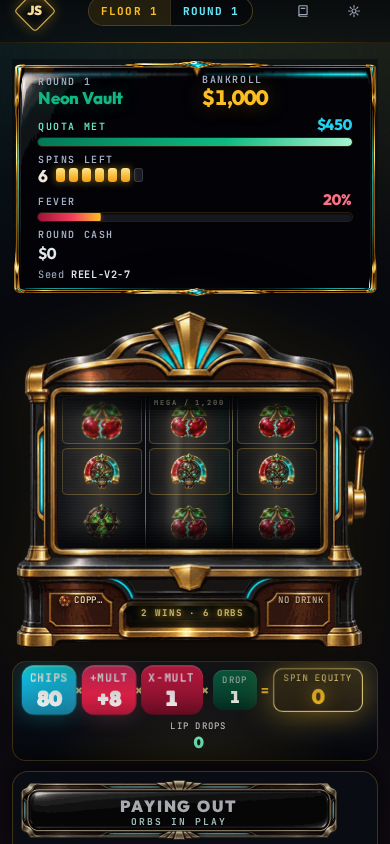 JS FLOOR 1 ROUND 1
ROUND 1 BANKROLL
Neon Vault $1,000
QUOTA MET $450
SPINS LEFT
6
FEVER 20%
ROUND CASH
$0
Seed REEL-V2-7
MEGA / 1,200
COPP… NO DRINK
2 WINS · 6 ORBS
CHIPS +MULT X-MULT DROP SPIN EQUITY
80 × +8 × 1 × 1 = 0
LIP DROPS
0
PAYING OUT
ORBS IN PLAY